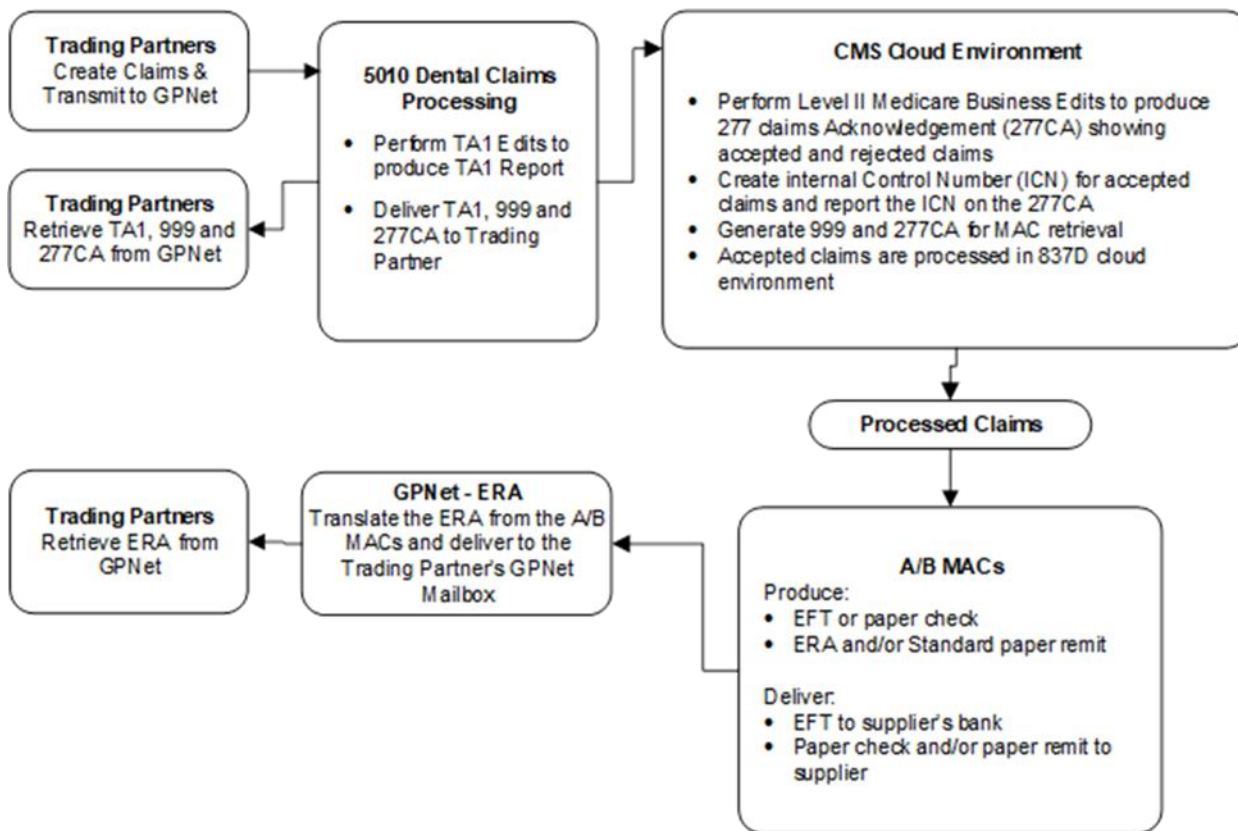 Trading Partners
Create Claims &
Transmit to GPNet
Trading Partners
Retrieve TA1, 999 and
277CA from GPNet
5010 Dental Claims
Processing
• Perform TA1 Edits to
produce TA1 Report
• Deliver TA1, 999 and
277CA to Trading
Partner
CMS Cloud Environment
• Perform Level II Medicare Business Edits to produce
277 claims Acknowledgement (277CA) showing
accepted and rejected claims
• Create internal Control Number (ICN) for accepted
claims and report the ICN on the 277CA
• Generate 999 and 277CA for MAC retrieval
• Accepted claims are processed in 837D cloud
environment
Processed Claims
A/B MACs
Produce:
• EFT or paper check
• ERA and/or Standard paper remit
Deliver:
• EFT to supplier's bank
• Paper check and/or paper remit to
supplier
GPNet - ERA
Translate the ERA from the A/B
MACs and deliver to the
Trading Partner's GPNet
Mailbox
Trading Partners
Retrieve ERA from
GPNet